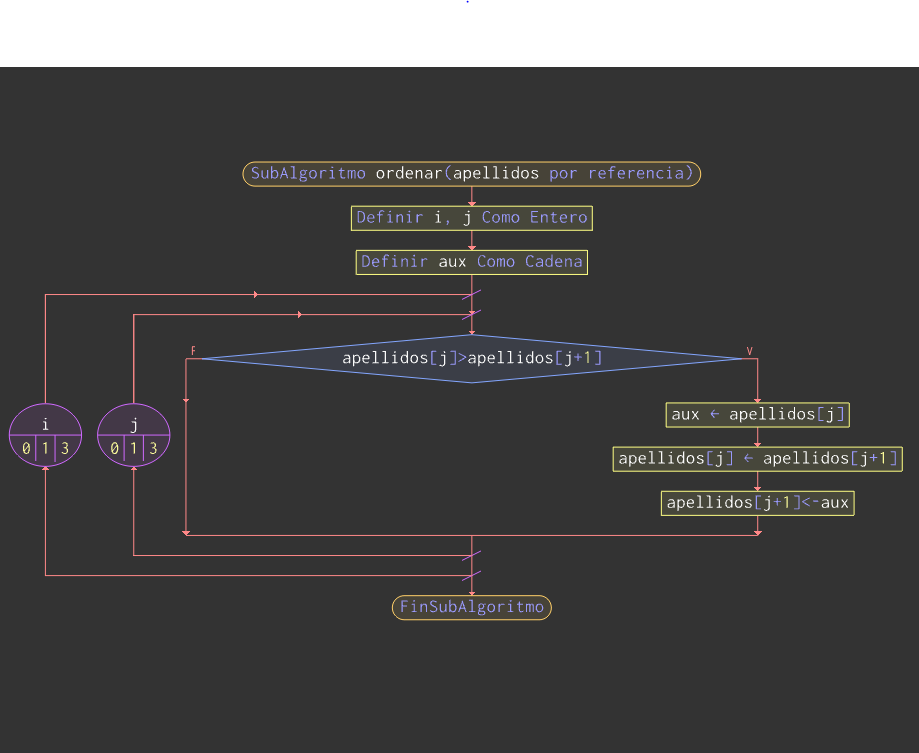 SubAlgoritmo ordenar(apellidos por referencia)
Definir i, j Como Entero
Definir aux Como Cadena
apellidos[j]>apellidos[j+1]
F
V
i
0 1 3
j
0 1 3
aux ← apellidos[j]
apellidos[j] ← apellidos[j+1]
apellidos[j+1]<-aux
FinSubAlgoritmo